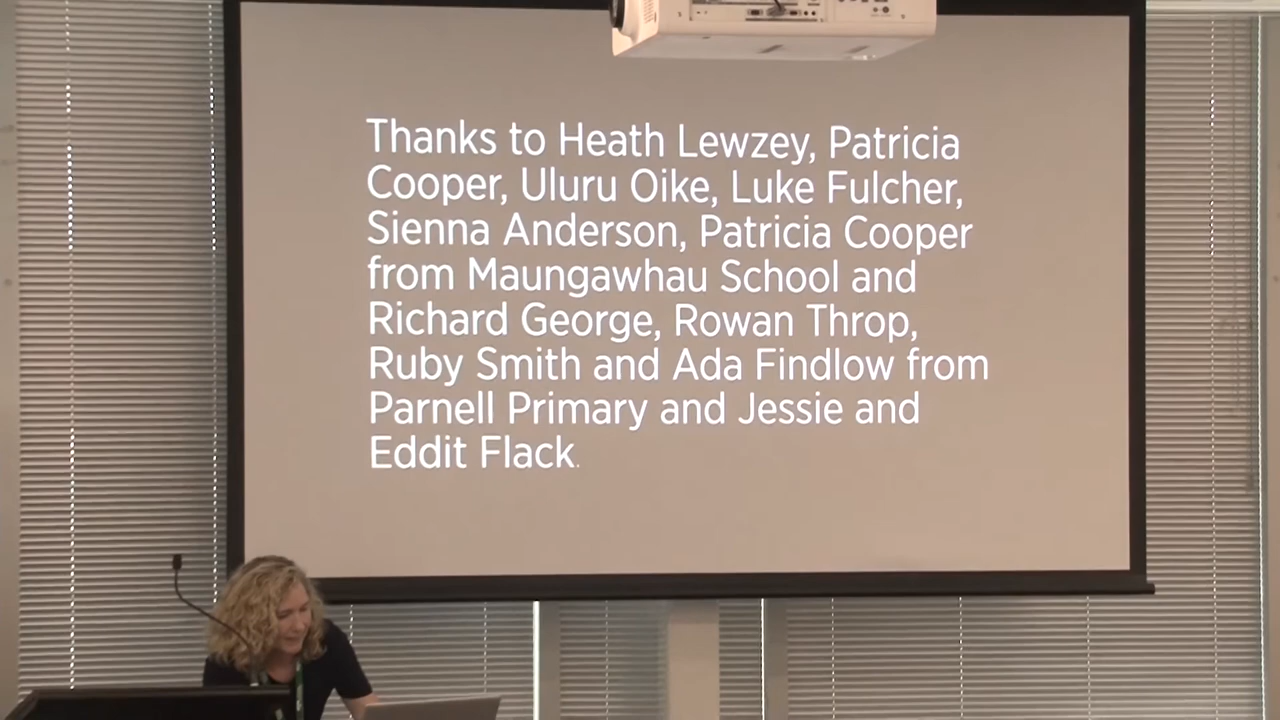 Thanks to Heath Lewzey, Patricia
Cooper, Uluru Oike, Luke Fulcher,
Sienna Anderson, Patricia Cooper
from Maungawhau School and
Richard George, Rowan Throp,
Ruby Smith and Ada Findlow from
Parnell Primary and Jessie and
Eddit Flack.